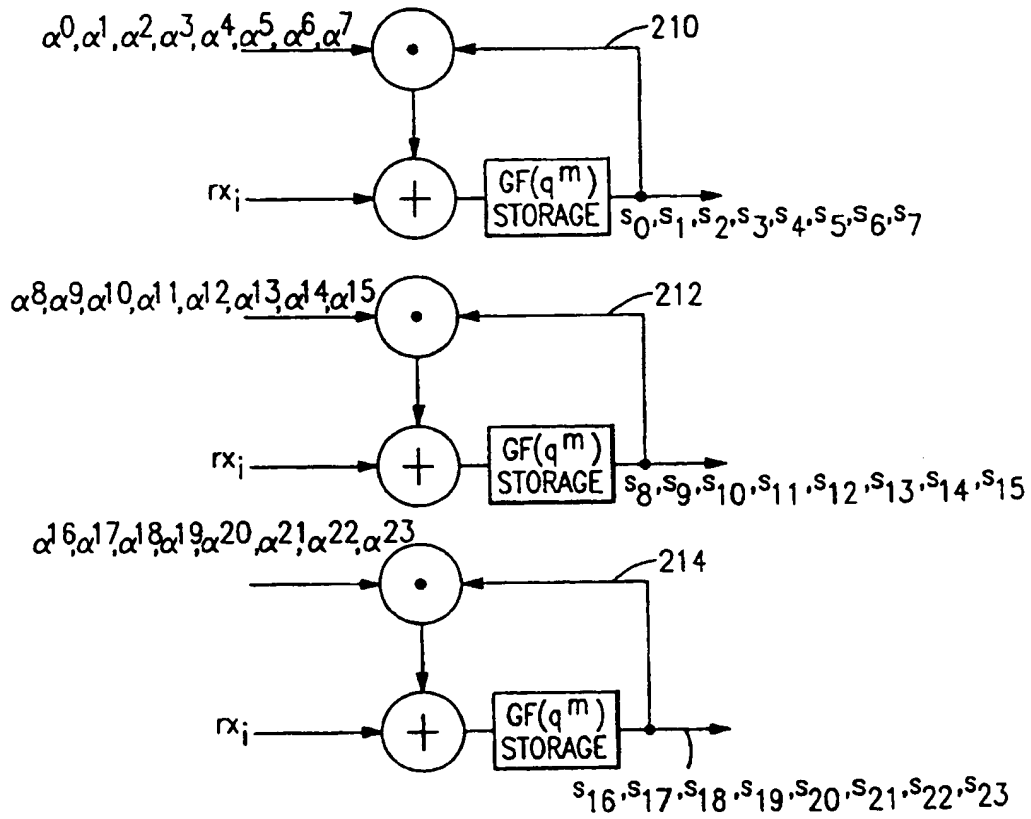 α⁰,α¹,α²,α³,α⁴,α⁵,α⁶,α⁷
210
·
rxᵢ
+
GF(qᵐ)
STORAGE
s₀,s₁,s₂,s₃,s₄,s₅,s₆,s₇
α⁸,α⁹,α¹⁰,α¹¹,α¹²,α¹³,α¹⁴,α¹⁵
212
·
rxᵢ
+
GF(qᵐ)
STORAGE
s₈,s₉,s₁₀,s₁₁,s₁₂,s₁₃,s₁₄,s₁₅
α¹⁶,α¹⁷,α¹⁸,α¹⁹,α²⁰,α²¹,α²²,α²³
214
·
rxᵢ
+
GF(qᵐ)
STORAGE
s₁₆,s₁₇,s₁₈,s₁₉,s₂₀,s₂₁,s₂₂,s₂₃